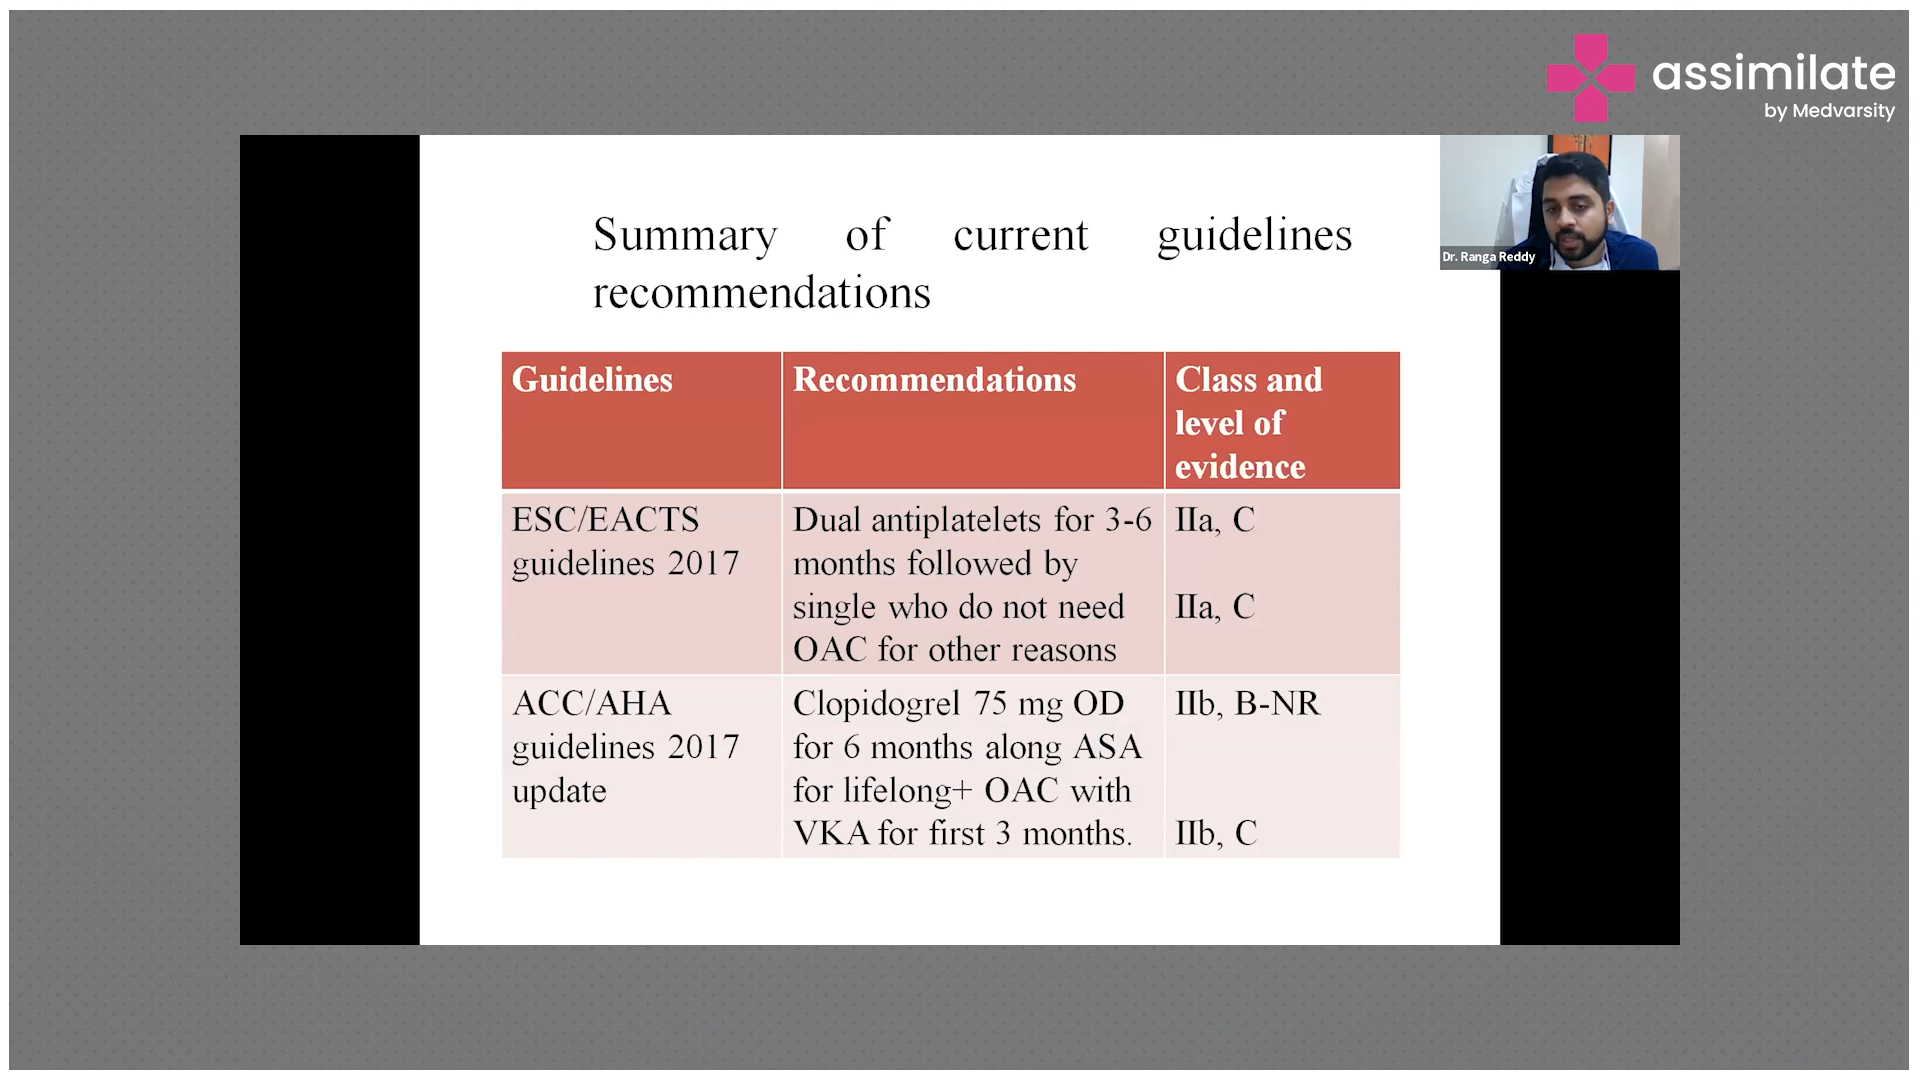 assimilate
by Medvarsity
Dr. Ranga Reddy
Summary of current guidelines
recommendations
Guidelines
Recommendations
Class and
level of
evidence
ESC/EACTS
guidelines 2017
Dual antiplatelets for 3-6
months followed by
single who do not need
OAC for other reasons
IIa, C
IIa, C
ACC/AHA
guidelines 2017
update
Clopidogrel 75 mg OD
for 6 months along ASA
for lifelong+ OAC with
VKA for first 3 months.
IIb, B-NR
IIb, C